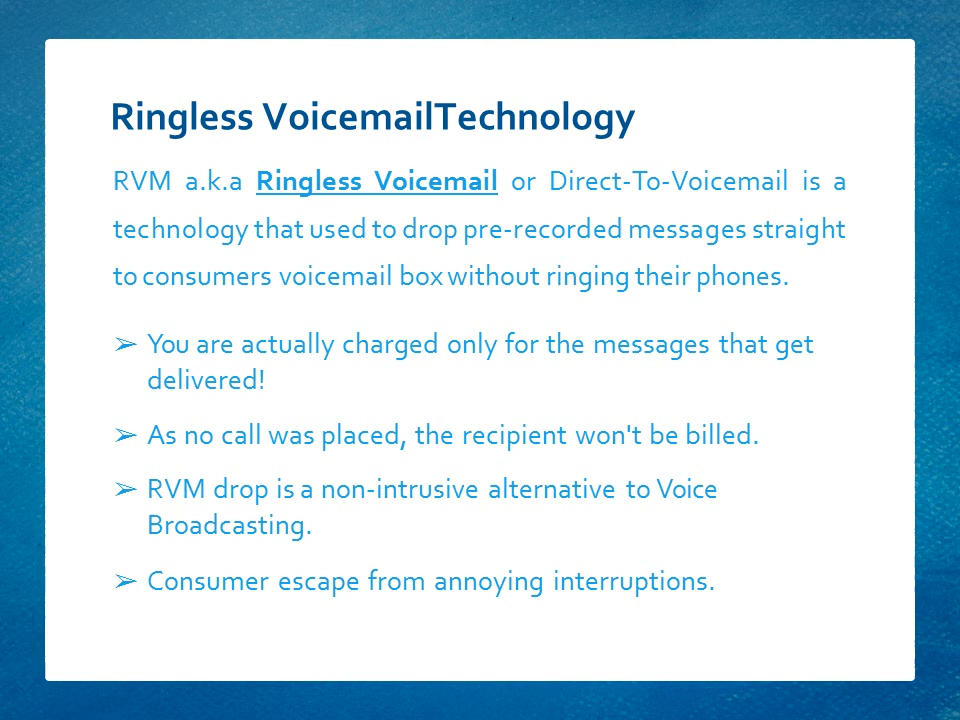 Ringless VoicemailTechnology
RVM a.k.a Ringless Voicemail or Direct-To-Voicemail is a
technology that used to drop pre-recorded messages straight
to consumers voicemail box without ringing their phones.
➢ You are actually charged only for the messages that get
delivered!
➢ As no call was placed, the recipient won't be billed.
➢ RVM drop is a non-intrusive alternative to Voice
Broadcasting.
➢ Consumer escape from annoying interruptions.